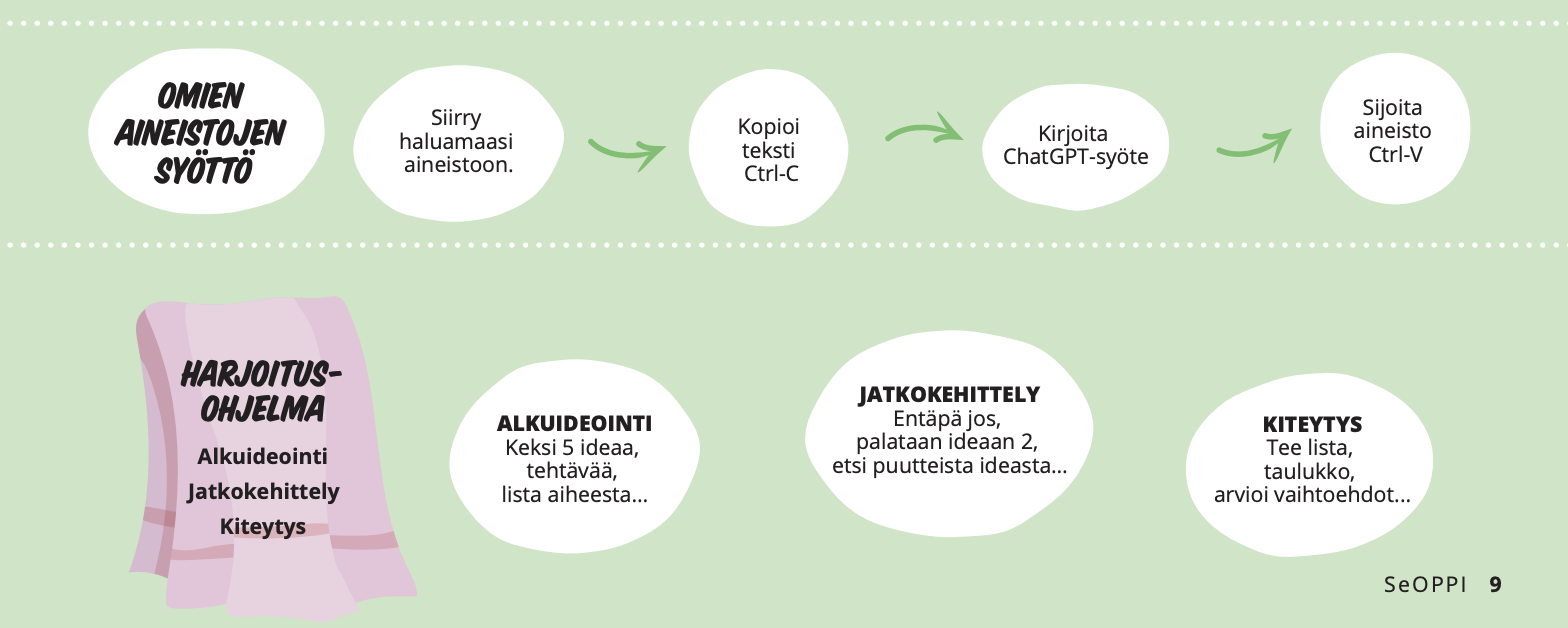 OMIEN
AINEISTOJEN
SYÖTTÖ
Siirry
haluamaasi
aineistoon.
Kopioi
teksti
Ctrl-C
Kirjoita
ChatGPT-syöte
Sijoita
aineisto
Ctrl-V
HARJOITUS-
OHJELMA
Alkuideointi
Jatkokehittely
Kiteytys
ALKUIDEOINTI
Keksi 5 ideaa,
tehtävää,
lista aiheesta...
JATKOKEHITTELY
Entäpä jos,
palataan ideaan 2,
etsi puutteista ideasta...
KITEYTYS
Tee lista,
taulukko,
arvioi vaihtoehdot...
SeOPPI 9